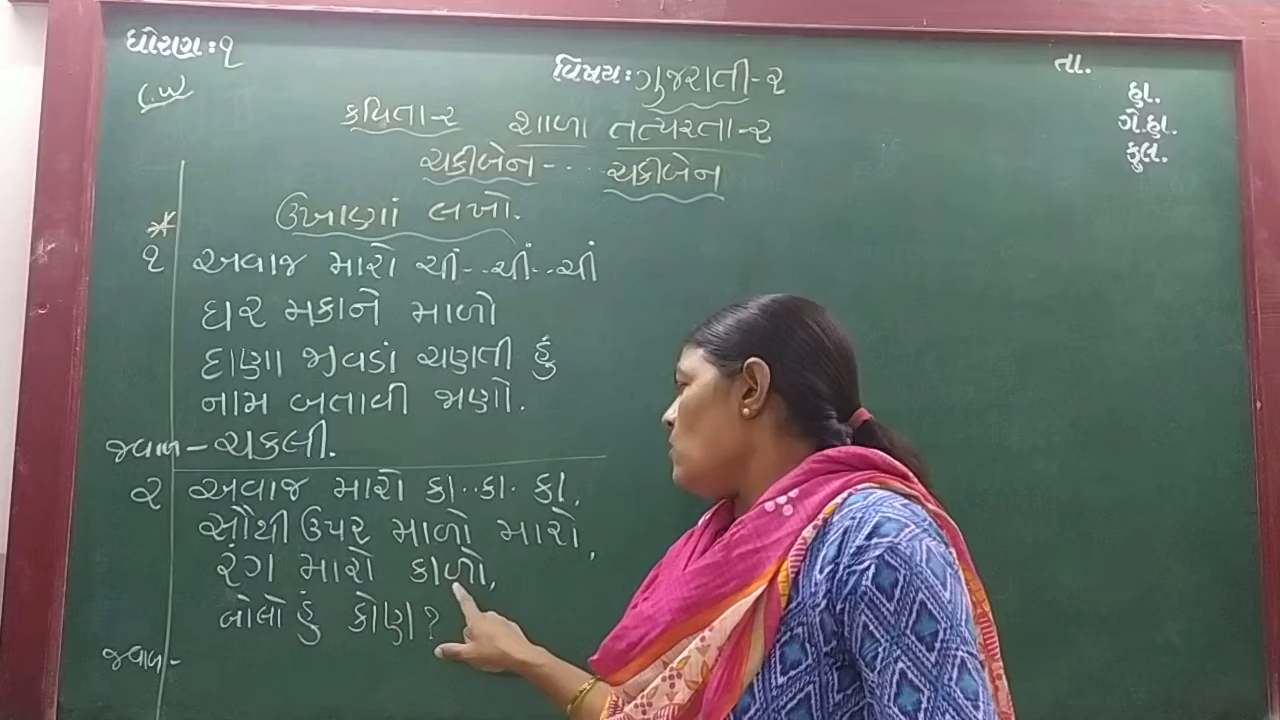 ધોરણ:૧
વિષય:ગુજરાતી-૨
તા.
C.W
હા.
ગે.હા.
કુલ.
કવિતા-૨ શાળા તત્પરતા-૨
ચકીબેન-.. ચકીબેન
* ઉખાણાં લખો.
૧ અવાજ મારો ચીં..ચીં..ચીં
ઘર મકાને માળો
દાણા જીવડાં ચણતી હું
નામ બતાવી જાણો.
જવાબ-ચકલી.
૨ અવાજ મારો કા..કા. કા,
સૌથી ઉપર માળો મારો,
રંગ મારો કાળો,
બોલો હું કોણ?
જવાબ-